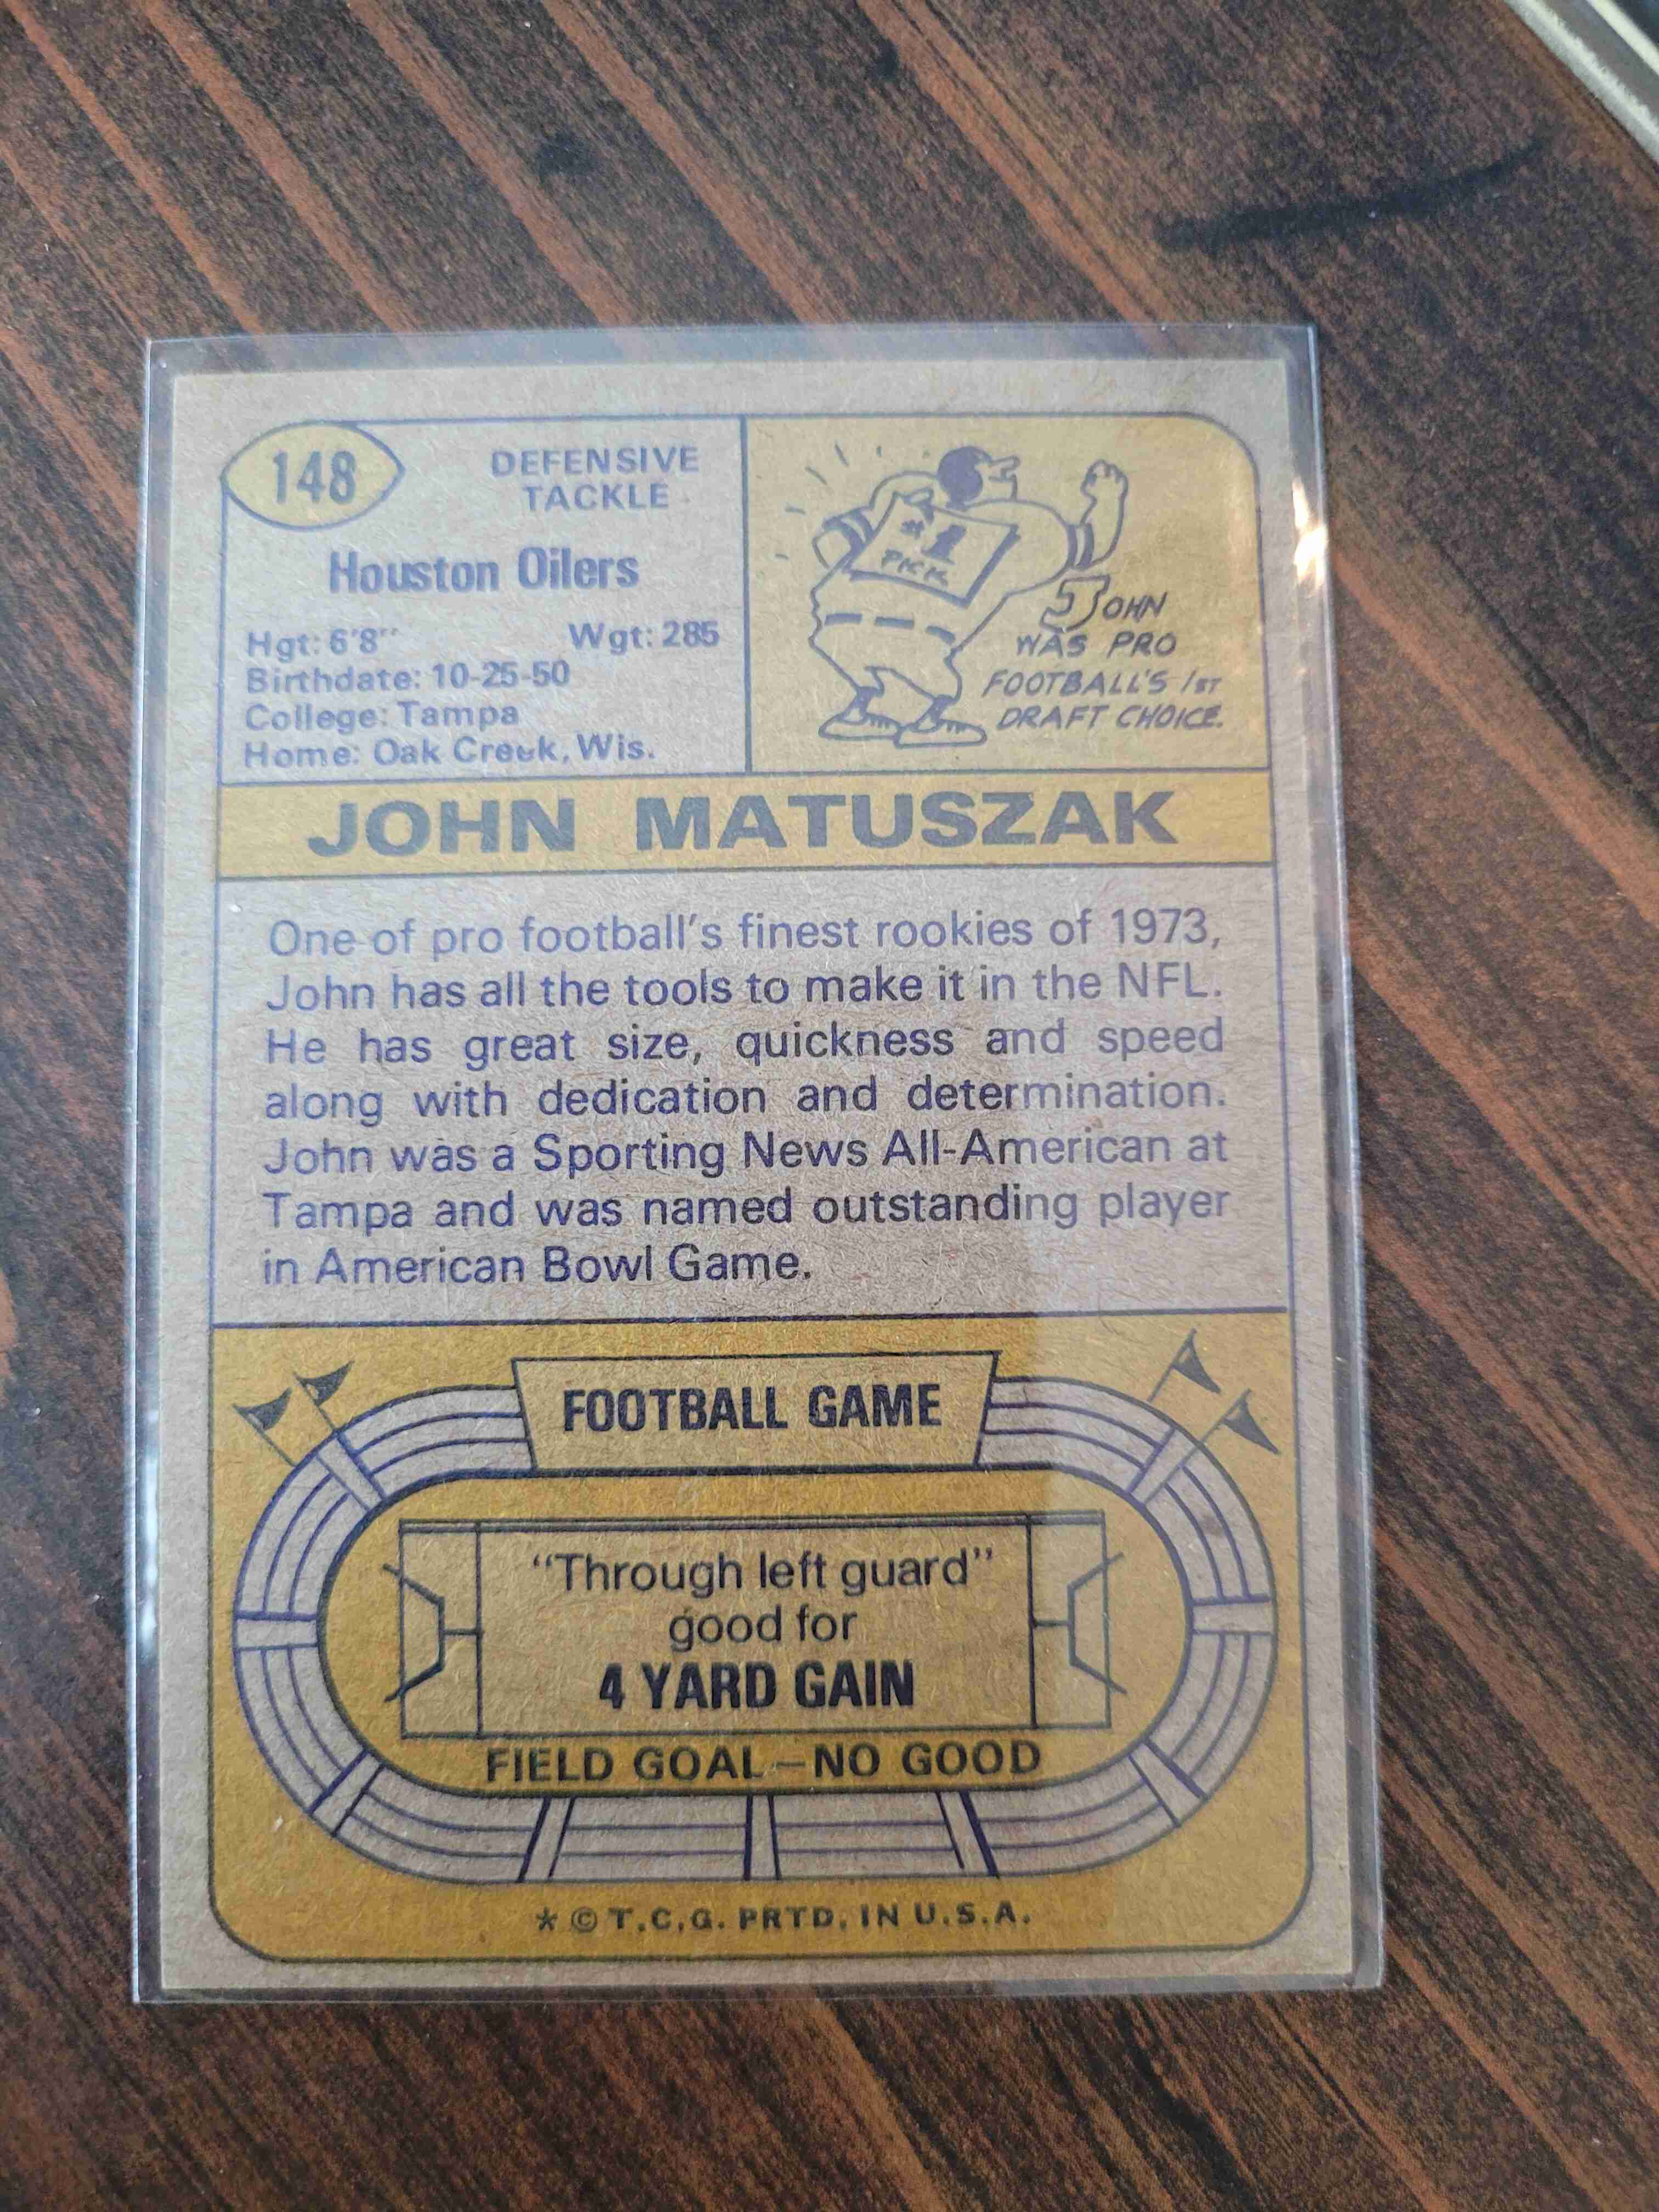 148
DEFENSIVE
TACKLE
Houston Oilers
Hgt: 6'8" Wgt: 285
Birthdate: 10-25-50
College: Tampa
Home: Oak Creek, Wis.
#1
PICK
JOHN
WAS PRO
FOOTBALL'S 1ST
DRAFT CHOICE.
JOHN MATUSZAK
One of pro football's finest rookies of 1973,
John has all the tools to make it in the NFL.
He has great size, quickness and speed
along with dedication and determination.
John was a Sporting News All-American at
Tampa and was named outstanding player
in American Bowl Game.
FOOTBALL GAME
"Through left guard"
good for
4 YARD GAIN
FIELD GOAL—NO GOOD
* © T.C.G. PRTD. IN U.S.A.